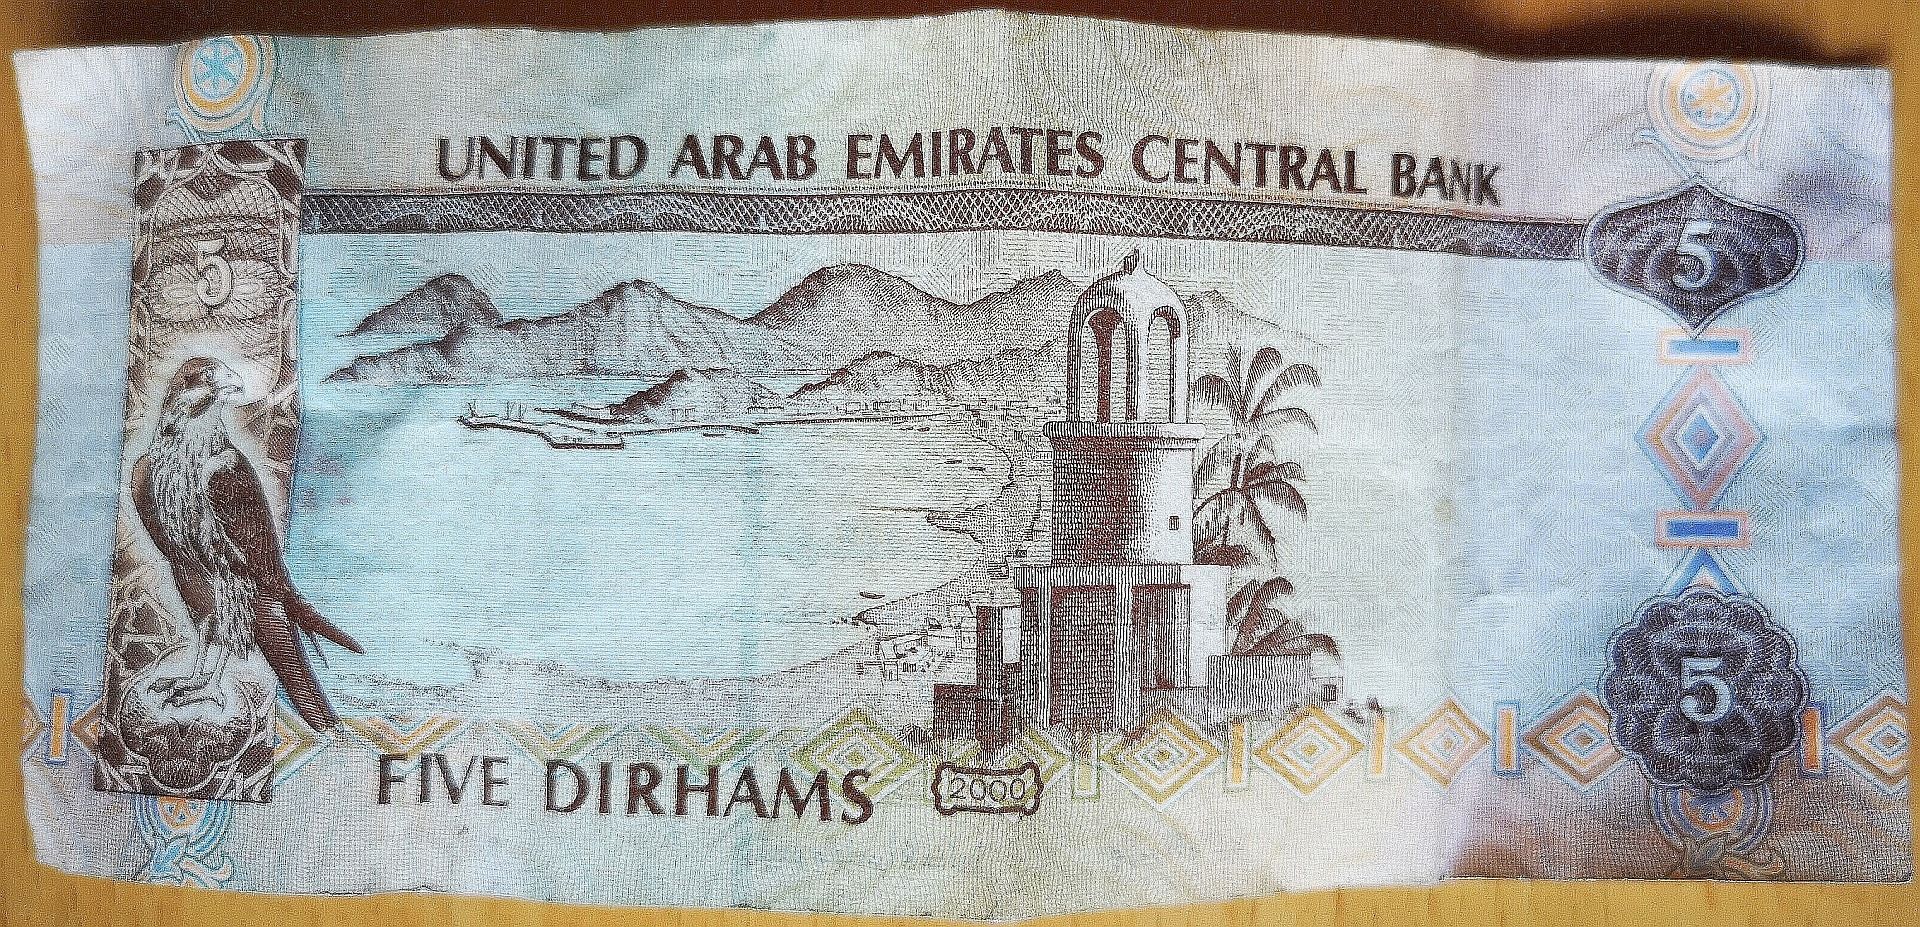 UNITED ARAB EMIRATES CENTRAL BANK
5
5
5
FIVE DIRHAMS
2000